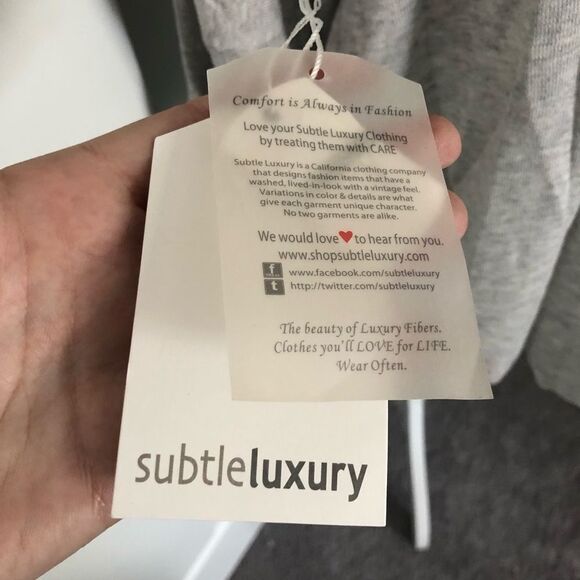 Comfort is Always in Fashion
Love your Subtle Luxury Clothing
by treating them with CARE
Subtle Luxury is a California clothing company
that designs fashion items that have a
washed, lived-in-look with a vintage feel.
Variations in color & details are what
give each garment unique character.
No two garments are alike.
We would love ♥ to hear from you.
www.shopsubtleluxury.com
f www.facebook.com/subtleluxury
t http://twitter.com/subtleluxury
The beauty of Luxury Fibers.
Clothes you'll LOVE for LIFE.
Wear Often.
subtleluxury